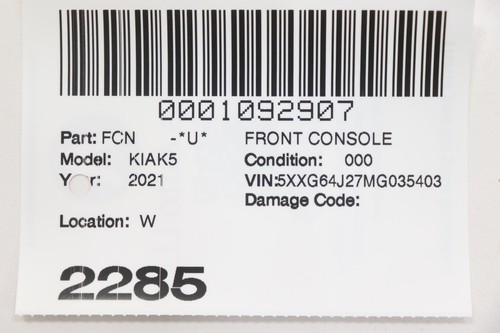 0001092907
Part: FCN -*U* FRONT CONSOLE
Model: KIAK5 Condition: 000
Year: 2021 VIN:5XXG64J27MG035403
Damage Code:
Location: W
2285